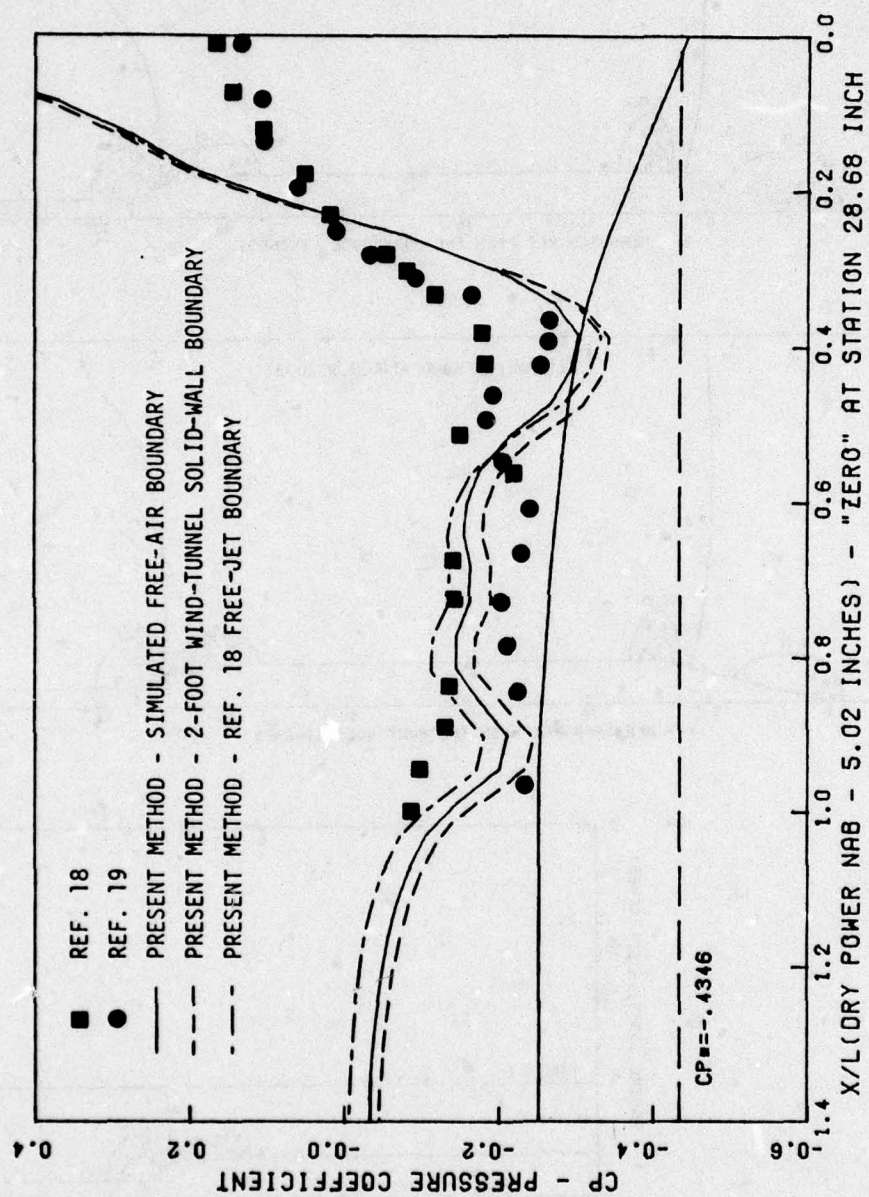 REF. 18
REF. 19
PRESENT METHOD - SIMULATED FREE-AIR BOUNDARY
PRESENT METHOD - 2-FOOT WIND-TUNNEL SOLID-WALL BOUNDARY
PRESENT METHOD - REF. 18 FREE-JET BOUNDARY
CP - PRESSURE COEFFICIENT
0.4
0.2
-0.0
-0.2
-0.4
-0.6
CP*=-.4346
1.4
1.2
1.0
0.8
0.6
0.4
0.2
0.0
X/L(DRY POWER NAB - 5.02 INCHES) - "ZERO" AT STATION 28.68 INCH